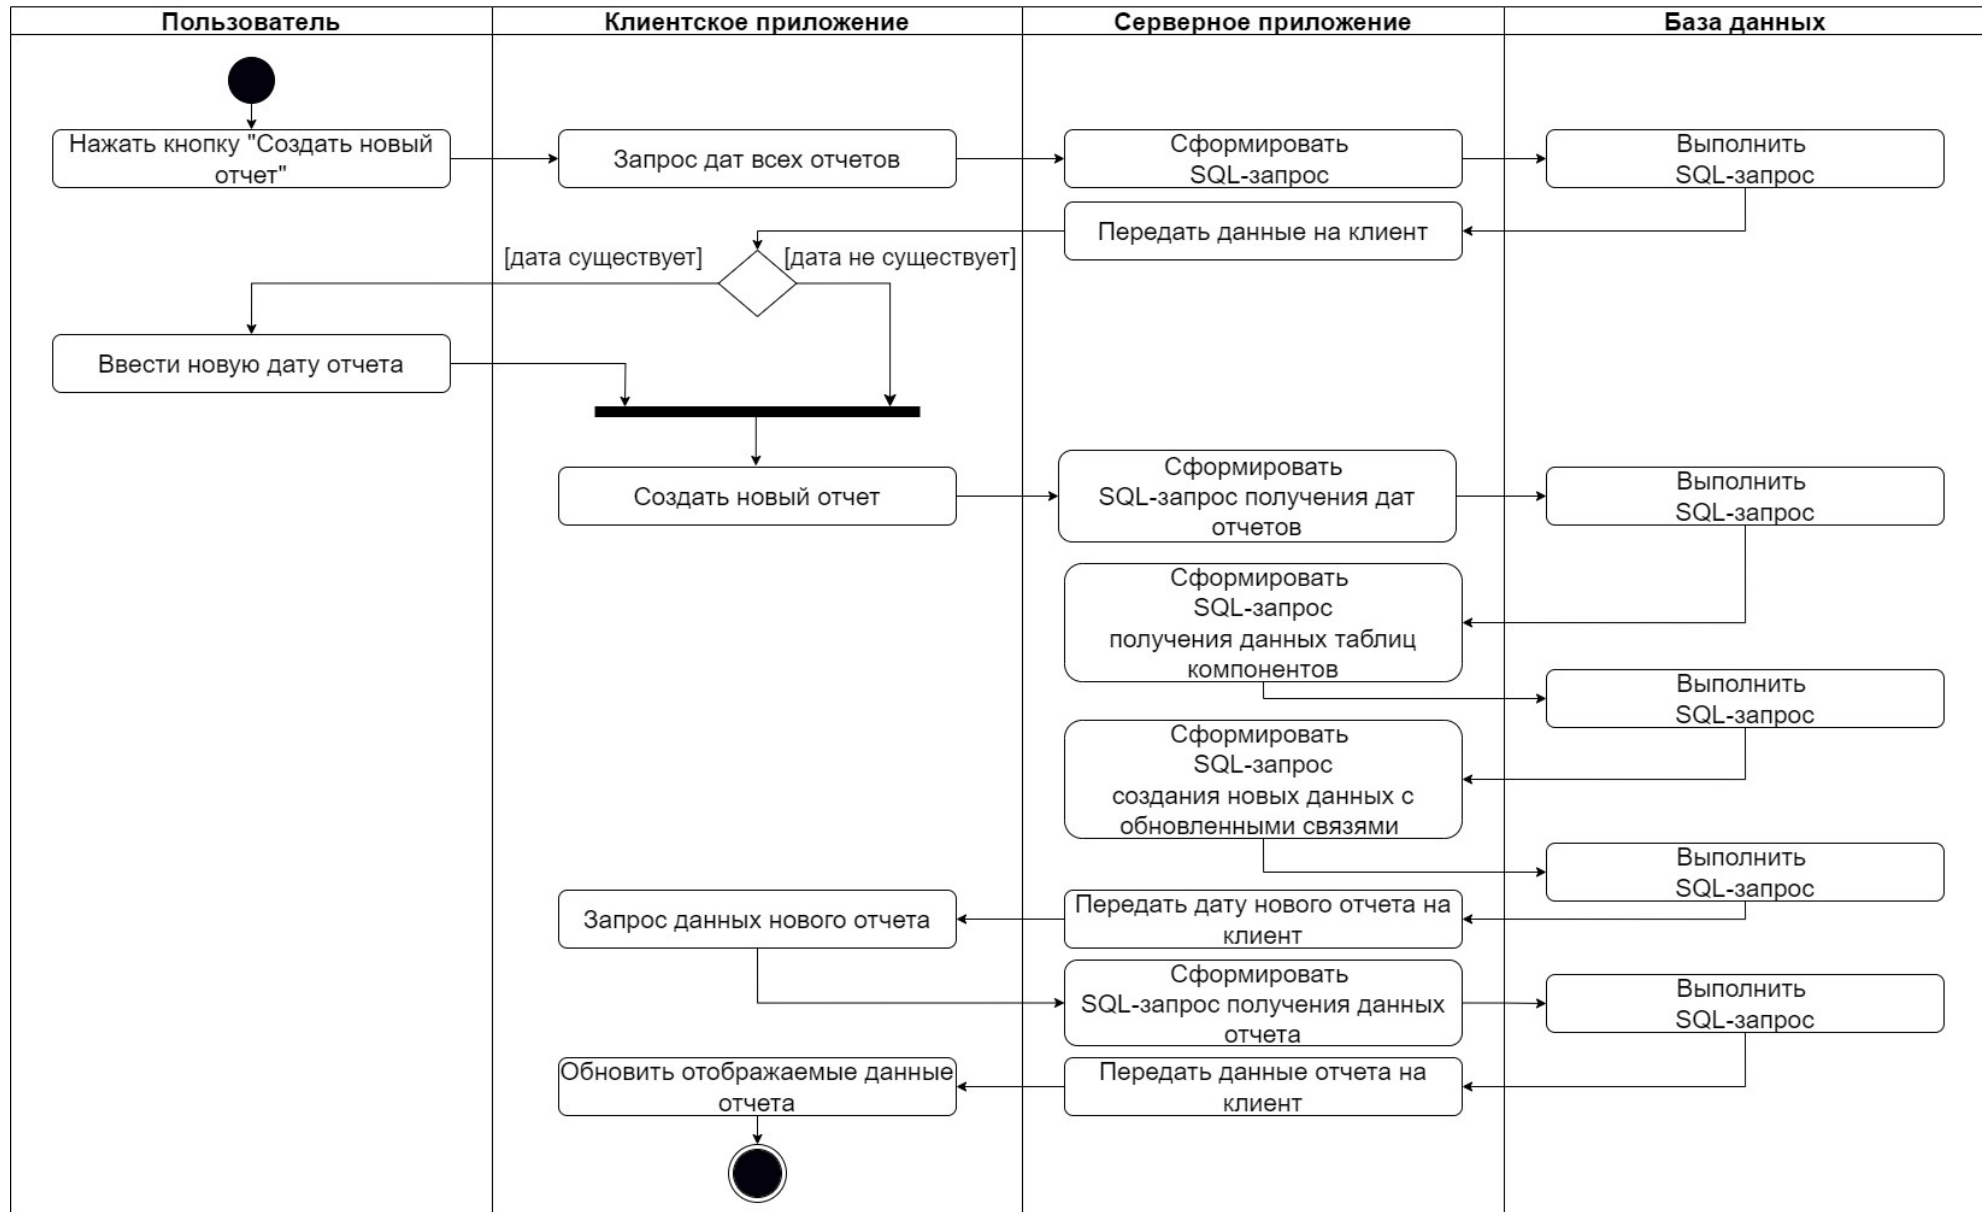 Пользователь
Клиентское приложение
Серверное приложение
База данных
Нажать кнопку "Создать новый
отчет"
Запрос дат всех отчетов
Сформировать
SQL-запрос
Выполнить
SQL-запрос
Передать данные на клиент
[дата существует]
[дата не существует]
Ввести новую дату отчета
Создать новый отчет
Сформировать
SQL-запрос получения дат
отчетов
Выполнить
SQL-запрос
Сформировать
SQL-запрос
получения данных таблиц
компонентов
Выполнить
SQL-запрос
Сформировать
SQL-запрос
создания новых данных с
обновленными связями
Выполнить
SQL-запрос
Запрос данных нового отчета
Передать дату нового отчета на
клиент
Сформировать
SQL-запрос получения данных
отчета
Выполнить
SQL-запрос
Обновить отображаемые данные
отчета
Передать данные отчета на
клиент